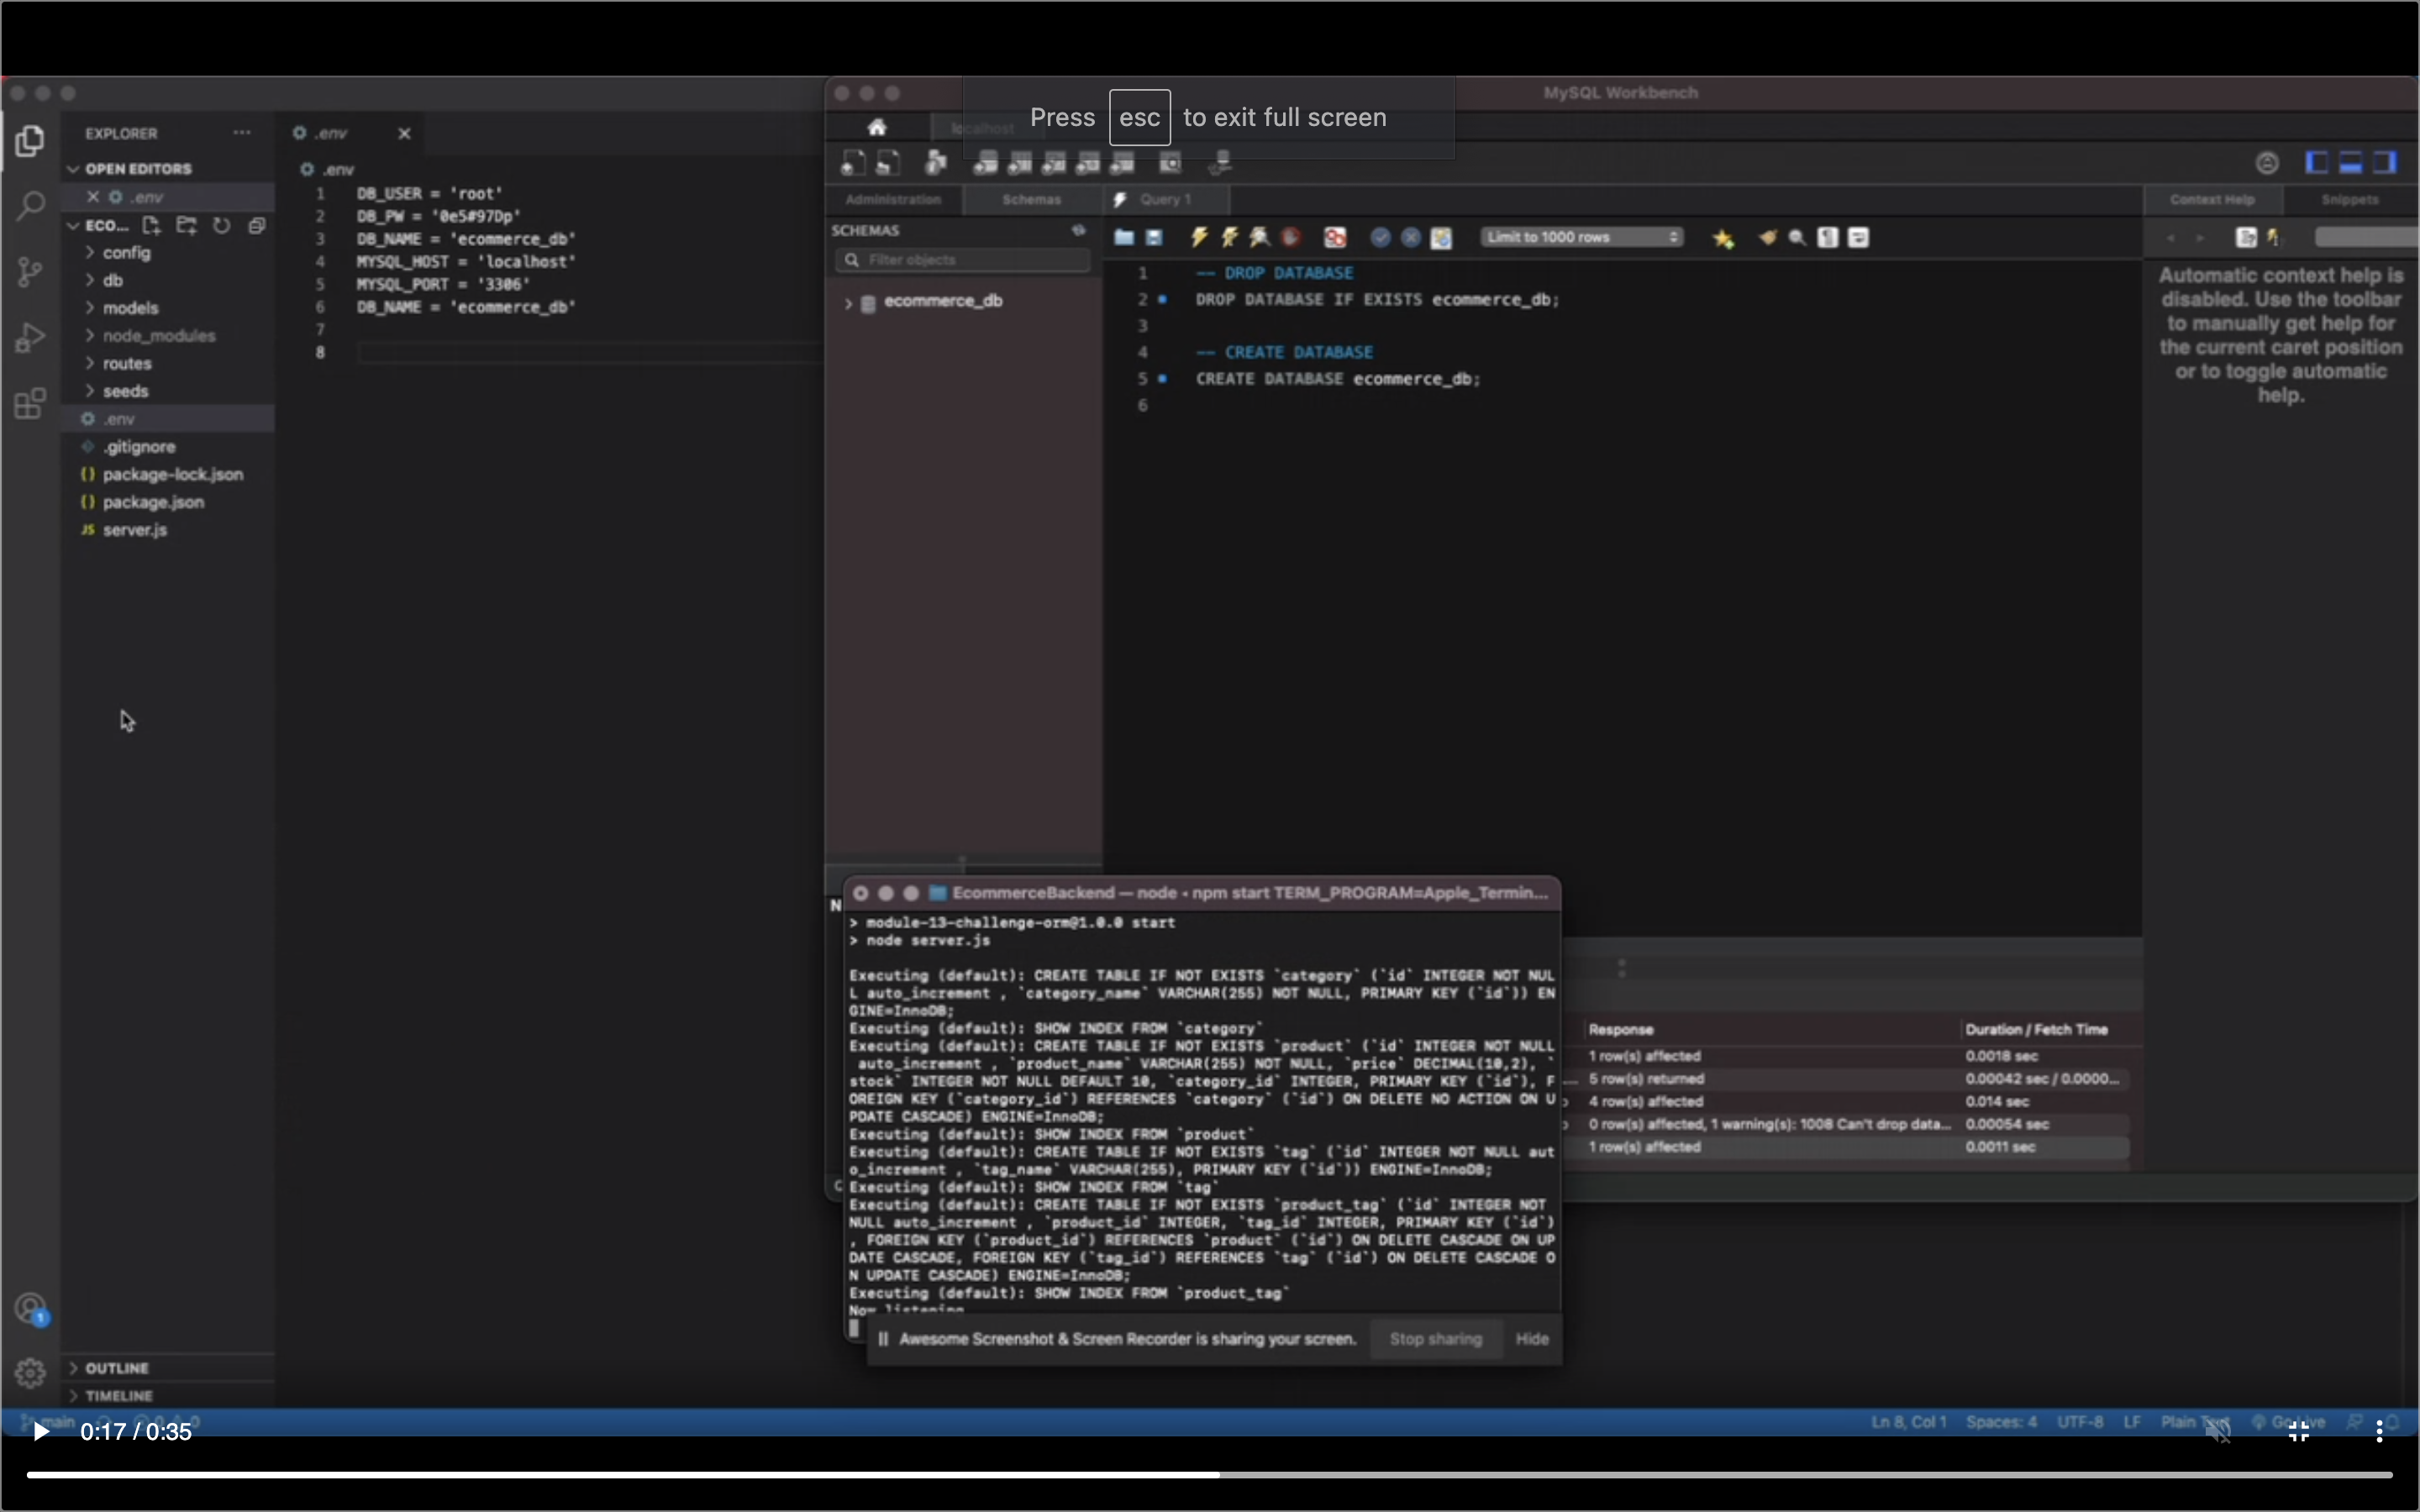 Press esc to exit full screen
EXPLORER
OPEN EDITORS
.env
ECO...
config
db
models
node_modules
routes
seeds
.env
.gitignore
package-lock.json
package.json
server.js
OUTLINE
TIMELINE
.env
.env
1 DB_USER = 'root'
2 DB_PW = '0e5#97Dp'
3 DB_NAME = 'ecommerce_db'
4 MYSQL_HOST = 'localhost'
5 MYSQL_PORT = '3306'
6 DB_NAME = 'ecommerce_db'
7
8
MySQL Workbench
localhost
Administration Schemas
Query 1
Context Help Snippets
SCHEMAS
Filter objects
ecommerce_db
Limit to 1000 rows
1 -- DROP DATABASE
2 DROP DATABASE IF EXISTS ecommerce_db;
3
4 -- CREATE DATABASE
5 CREATE DATABASE ecommerce_db;
6
Automatic context help is
disabled. Use the toolbar
to manually get help for
the current caret position
or to toggle automatic
help.
EcommerceBackend — node • npm start TERM_PROGRAM=Apple_Termin...
> module-13-challenge-orm@1.0.0 start
> node server.js
Executing (default): CREATE TABLE IF NOT EXISTS `category` (`id` INTEGER NOT NUL
L auto_increment , `category_name` VARCHAR(255) NOT NULL, PRIMARY KEY (`id`)) EN
GINE=InnoDB;
Executing (default): SHOW INDEX FROM `category`
Executing (default): CREATE TABLE IF NOT EXISTS `product` (`id` INTEGER NOT NULL
 auto_increment , `product_name` VARCHAR(255) NOT NULL, `price` DECIMAL(10,2), `
stock` INTEGER NOT NULL DEFAULT 10, `category_id` INTEGER, PRIMARY KEY (`id`), F
OREIGN KEY (`category_id`) REFERENCES `category` (`id`) ON DELETE NO ACTION ON U
PDATE CASCADE) ENGINE=InnoDB;
Executing (default): SHOW INDEX FROM `product`
Executing (default): CREATE TABLE IF NOT EXISTS `tag` (`id` INTEGER NOT NULL aut
o_increment , `tag_name` VARCHAR(255), PRIMARY KEY (`id`)) ENGINE=InnoDB;
Executing (default): SHOW INDEX FROM `tag`
Executing (default): CREATE TABLE IF NOT EXISTS `product_tag` (`id` INTEGER NOT
NULL auto_increment , `product_id` INTEGER, `tag_id` INTEGER, PRIMARY KEY (`id`)
, FOREIGN KEY (`product_id`) REFERENCES `product` (`id`) ON DELETE CASCADE ON UP
DATE CASCADE, FOREIGN KEY (`tag_id`) REFERENCES `tag` (`id`) ON DELETE CASCADE O
N UPDATE CASCADE) ENGINE=InnoDB;
Executing (default): SHOW INDEX FROM `product_tag`
Now listening
Response Duration / Fetch Time
1 row(s) affected 0.0018 sec
5 row(s) returned 0.00042 sec / 0.0000...
4 row(s) affected 0.014 sec
0 row(s) affected, 1 warning(s): 1008 Can't drop data... 0.00054 sec
1 row(s) affected 0.0011 sec
Awesome Screenshot & Screen Recorder is sharing your screen. Stop sharing Hide
1
main
Ln 8, Col 1 Spaces: 4 UTF-8 LF Plain Text Go Live
0:17 / 0:35